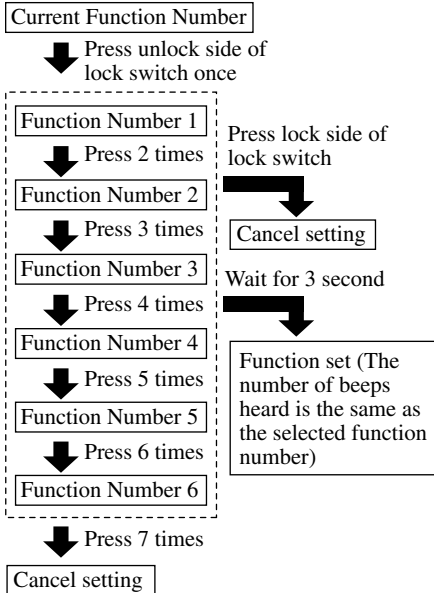 Current Function Number
Press unlock side of
lock switch once
Function Number 1
Press 2 times
Function Number 2
Press 3 times
Function Number 3
Press 4 times
Function Number 4
Press 5 times
Function Number 5
Press 6 times
Function Number 6
Press 7 times
Cancel setting
Press lock side of
lock switch
Cancel setting
Wait for 3 second
Function set (The
number of beeps
heard is the same as
the selected function
number)